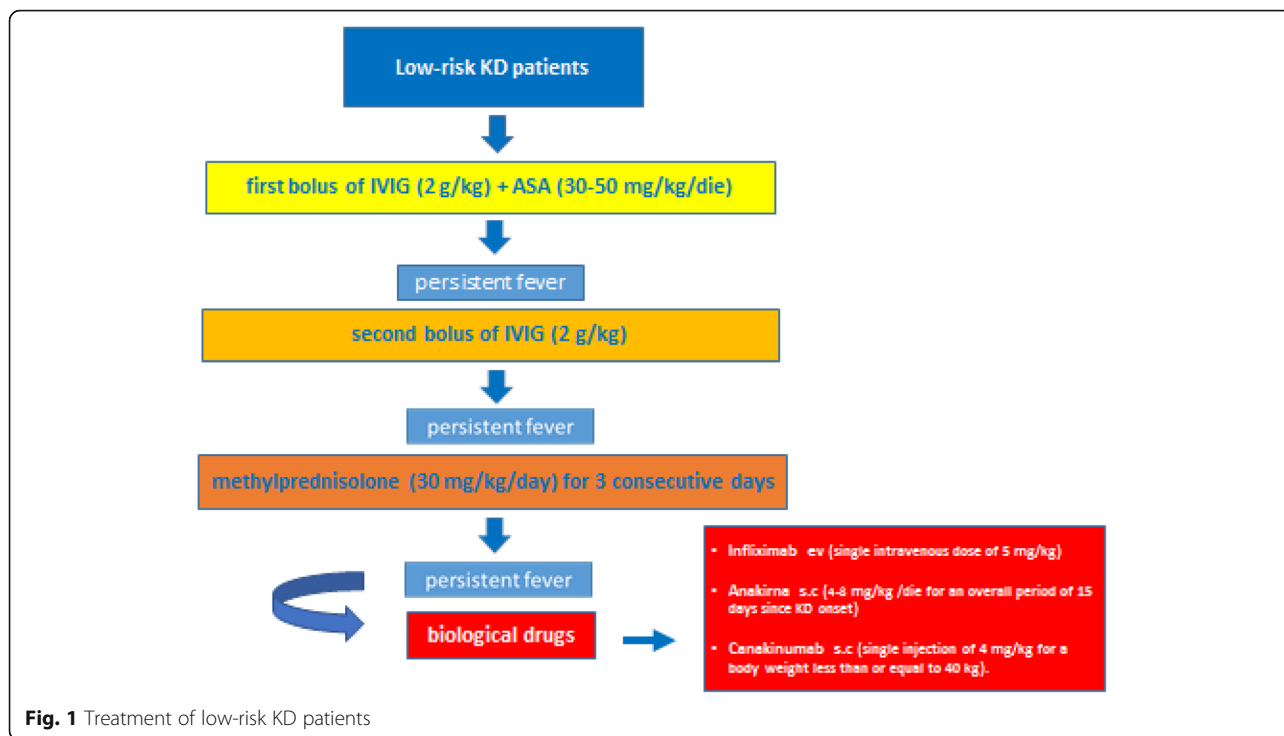 Low-risk KD patients
first bolus of IVIG (2 g/kg) + ASA (30-50 mg/kg/die)
persistent fever
second bolus of IVIG (2 g/kg)
persistent fever
methylprednisolone (30 mg/kg/day) for 3 consecutive days
persistent fever
biological drugs
• Infliximab ev (single intravenous dose of 5 mg/kg)
• Anakirna s.c (4-8 mg/kg /die for an overall period of 15
days since KD onset)
• Canakinumab s.c (single injection of 4 mg/kg for a
body weight less than or equal to 40 kg).
Fig. 1 Treatment of low-risk KD patients